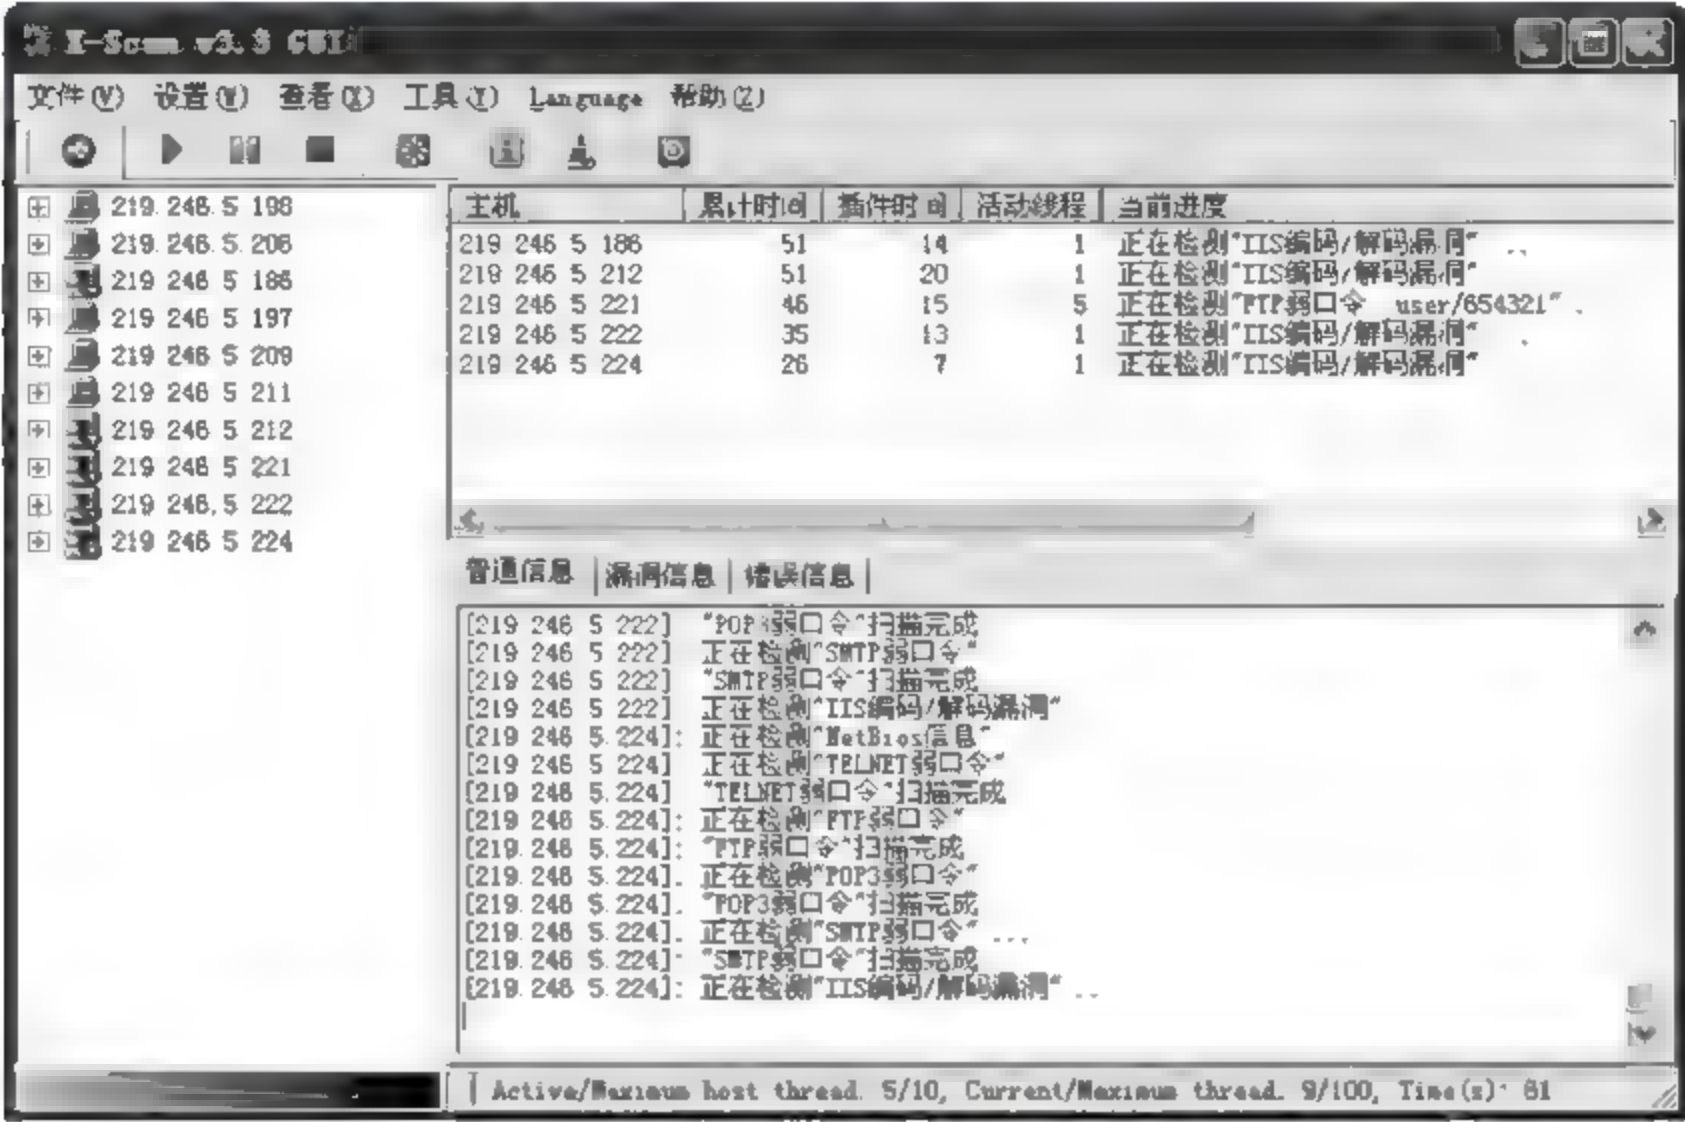 X-Scan v3.3 GUI
文件(V) 设置(W) 查看(X) 工具(Y) Language 帮助(Z)
219.246.5.198
219.246.5.206
219.246.5.186
219.246.5.197
219.246.5.209
219.246.5.211
219.246.5.212
219.246.5.221
219.246.5.222
219.246.5.224
主机 累计时间 插件时间 活动线程 当前进度
219.246.5.186 51 14 1 正在检测"IIS编码/解码漏洞" ...
219.246.5.212 51 20 1 正在检测"IIS编码/解码漏洞"
219.246.5.221 46 15 5 正在检测"FTP弱口令 user/654321" .
219.246.5.222 35 13 1 正在检测"IIS编码/解码漏洞" .
219.246.5.224 26 7 1 正在检测"IIS编码/解码漏洞"
普通信息 漏洞信息 错误信息
[219.246.5.222] "POP3弱口令"扫描完成
[219.246.5.222] 正在检测"SMTP弱口令"
[219.246.5.222] "SMTP弱口令"扫描完成
[219.246.5.222] 正在检测"IIS编码/解码漏洞"
[219.246.5.224]: 正在检测"NetBios信息"
[219.246.5.224] 正在检测"TELNET弱口令"
[219.246.5.224] "TELNET弱口令"扫描完成
[219.246.5.224]: 正在检测"FTP弱口令"
[219.246.5.224]: "FTP弱口令"扫描完成
[219.246.5.224]. 正在检测"POP3弱口令"
[219.246.5.224]. "POP3弱口令"扫描完成
[219.246.5.224]. 正在检测"SMTP弱口令" ...
[219.246.5.224]: "SMTP弱口令"扫描完成
[219.246.5.224]: 正在检测"IIS编码/解码漏洞" ..
Active/Maximum host thread. 5/10, Current/Maximum thread. 9/100, Time(s): 81